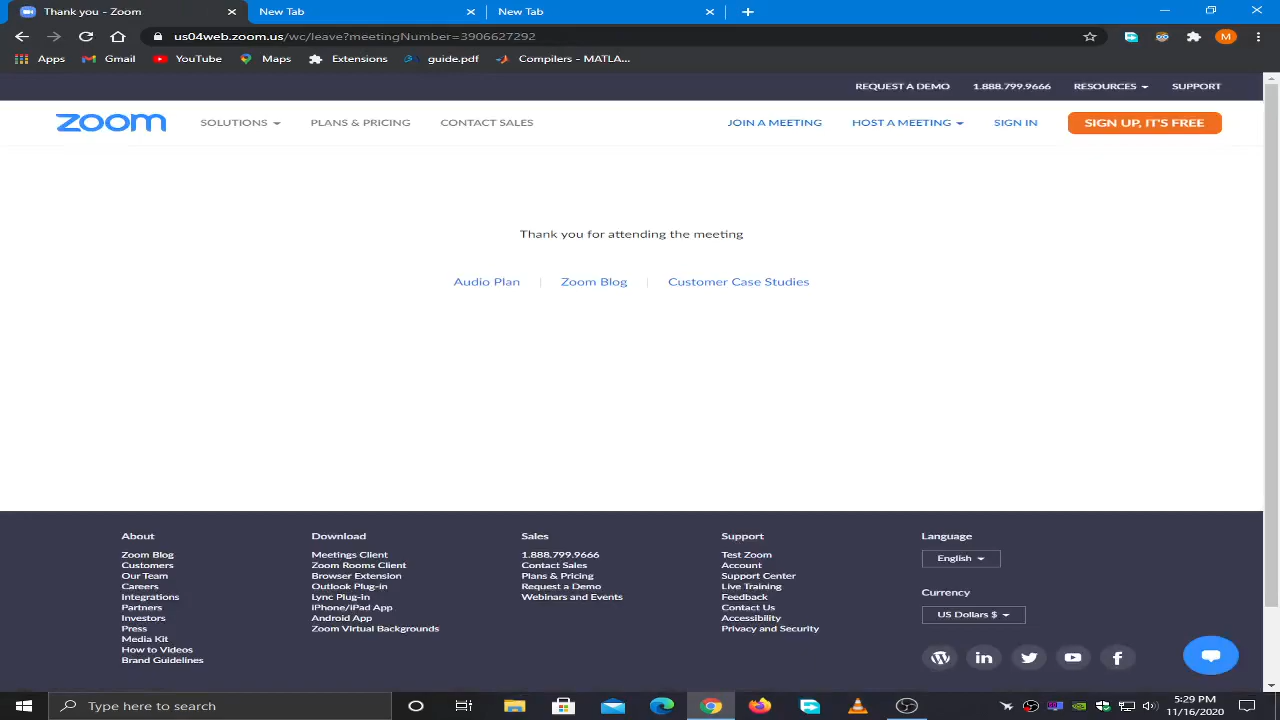 Thank you - Zoom
New Tab
New Tab
us04web.zoom.us/wc/leave?meetingNumber=3906627292
M
Apps
Gmail
YouTube
Maps
Extensions
guide.pdf
Compilers - MATLA...
REQUEST A DEMO
1.888.799.9666
RESOURCES
SUPPORT
zoom
SOLUTIONS
PLANS & PRICING
CONTACT SALES
JOIN A MEETING
HOST A MEETING
SIGN IN
SIGN UP, IT'S FREE
Thank you for attending the meeting
Audio Plan
Zoom Blog
Customer Case Studies
About
Zoom Blog
Customers
Our Team
Careers
Integrations
Partners
Investors
Press
Media Kit
How to Videos
Brand Guidelines
Download
Meetings Client
Zoom Rooms Client
Browser Extension
Outlook Plug-in
Lync Plug-in
iPhone/iPad App
Android App
Zoom Virtual Backgrounds
Sales
1.888.799.9666
Contact Sales
Plans & Pricing
Request a Demo
Webinars and Events
Support
Test Zoom
Account
Support Center
Live Training
Feedback
Contact Us
Accessibility
Privacy and Security
Language
English
Currency
US Dollars $
Type here to search
5:29 PM
11/16/2020